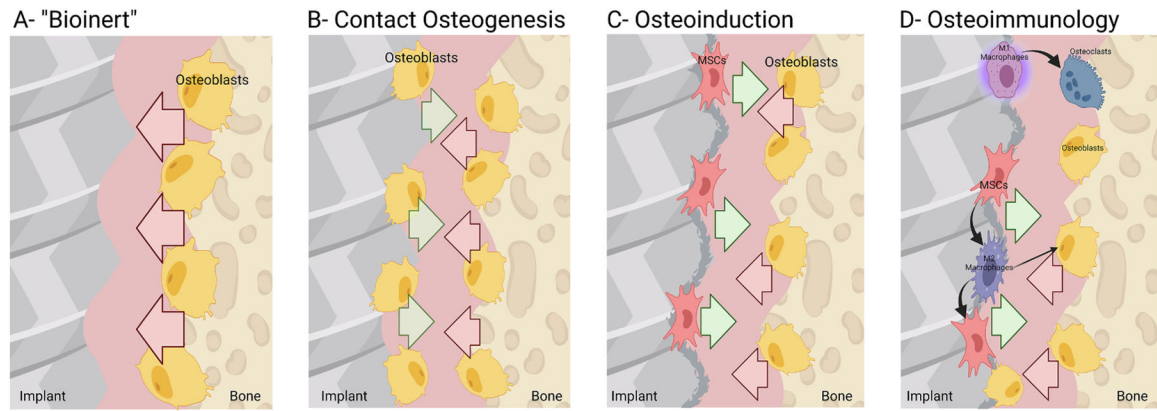 A- "Bioinert"
B- Contact Osteogenesis
C- Osteoinduction
D- Osteoimmunology
Osteoblasts
Implant
Bone
Osteoblasts
Implant
Bone
MSCs
Osteoblasts
Implant
Bone
M1
Macrophages
Osteoclasts
Osteoblasts
MSCs
M2
Macrophages
Implant
Bone